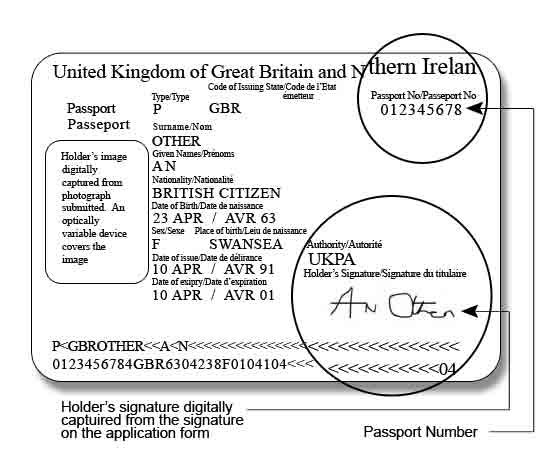 United Kingdom of Great Britain and N thern Irelan
Code of Issuing State/Code de l'Etat
émetteur
Type/Type
Passport No/Passeport No
Passport P GBR 012345678
Passeport
Surname/Nom
OTHER
Given Names/Prénoms
A N
Nationality/Nationalité
BRITISH CITIZEN
Date of Birth/Date de naissance
23 APR / AVR 63
Sex/Sexe Place of birth/Leiu de naissance
F SWANSEA
Date of issue/Date de délirance
10 APR / AVR 91
Date of exipry/Date d'expiration
10 APR / AVR 01
Holder's image
digitally
captured from
photograph
submitted. An
optically
variable device
covers the
image
Authority/Autorité
UKPA
Holder's Signature/Signature du titulaire
An Other
P<GBROTHER<<A<N<<<<<<<<<<<<<<<<<<<<<<<<<<<<<
0123456784GBR6304238F0104104<<<<<<<<<<<<<<04
Holder's signature digitally
captuired from the signature
on the application form
Passport Number